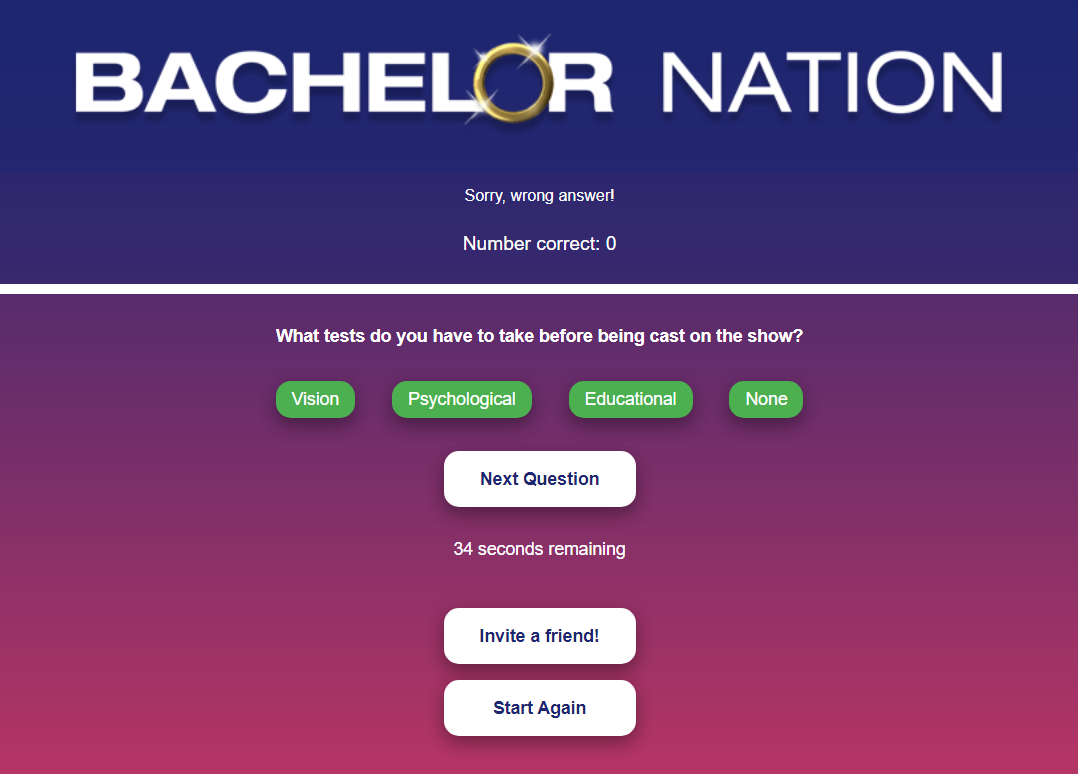 BACHELOR NATION
Sorry, wrong answer!
Number correct: 0
What tests do you have to take before being cast on the show?
Vision Psychological Educational None
Next Question
34 seconds remaining
Invite a friend!
Start Again